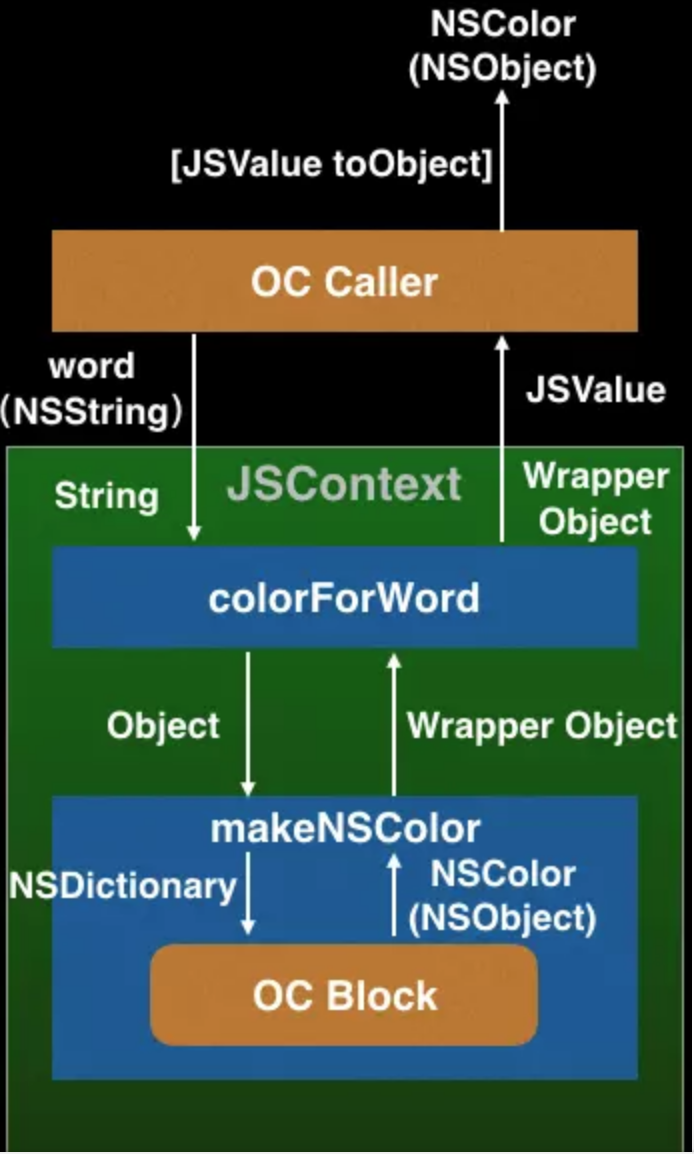 NSColor
(NSObject)
[JSValue toObject]
OC Caller
word
(NSString)
JSValue
String
JSContext
Wrapper
Object
colorForWord
Object
Wrapper Object
makeNSColor
NSDictionary
NSColor
(NSObject)
OC Block